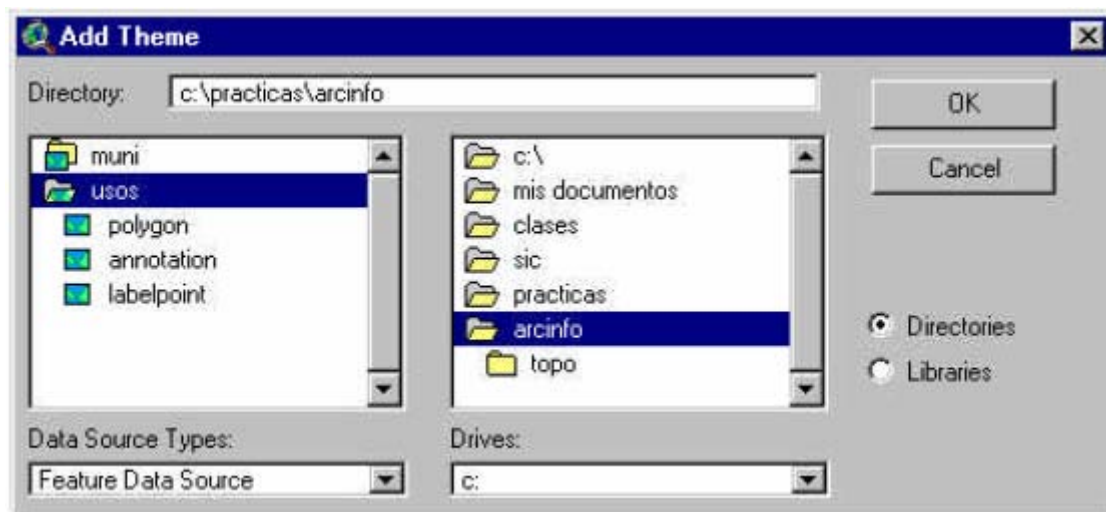 Add Theme
Directory: c:\practicas\arcinfo
OK
Cancel
muni
usos
polygon
annotation
labelpoint
c:\
mis documentos
clases
sic
practicas
arcinfo
topo
Directories
Libraries
Data Source Types:
Feature Data Source
Drives:
c: